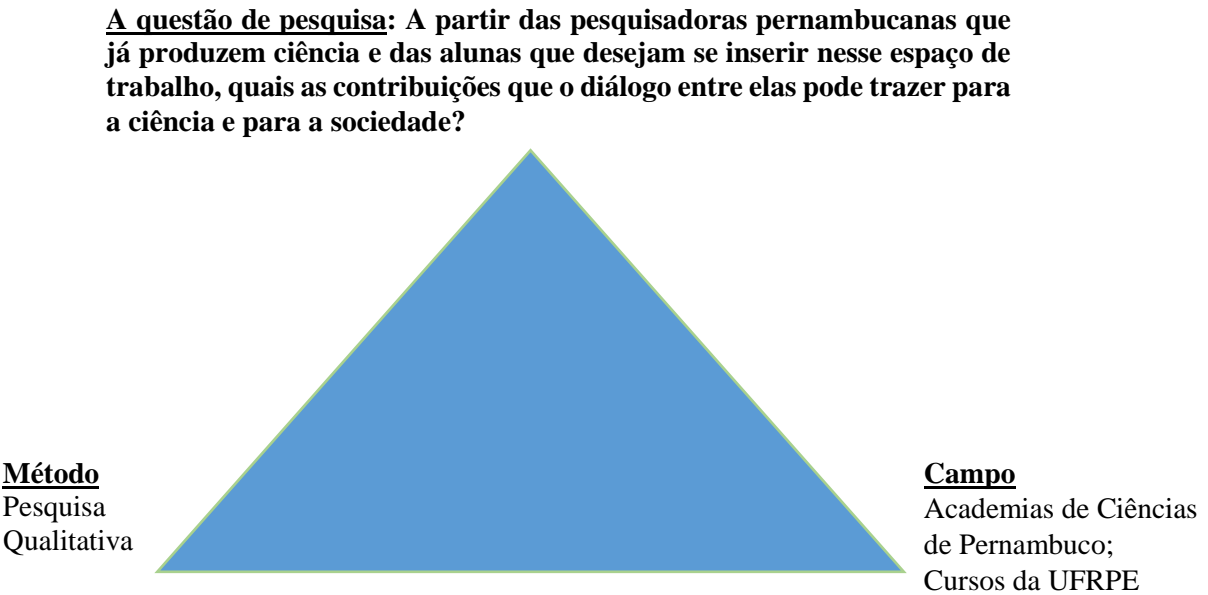 A questão de pesquisa: A partir das pesquisadoras pernambucanas que
já produzem ciência e das alunas que desejam se inserir nesse espaço de
trabalho, quais as contribuições que o diálogo entre elas pode trazer para
a ciência e para a sociedade?
Método
Pesquisa
Qualitativa
Campo
Academias de Ciências
de Pernambuco;
Cursos da UFRPE